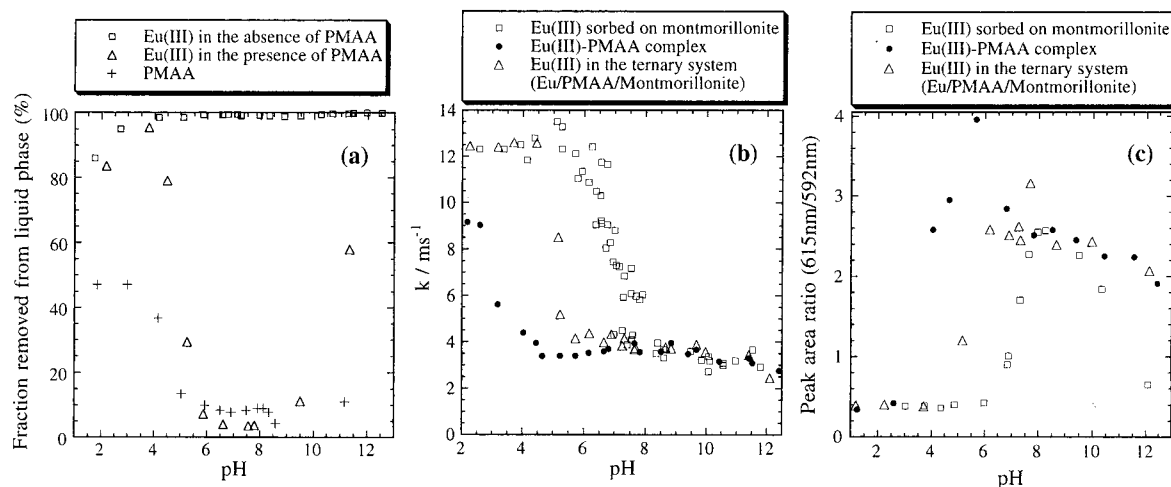 Eu(III) in the absence of PMAA
Eu(III) in the presence of PMAA
PMAA
Fraction removed from liquid phase (%)
100
80
60
40
20
0
2
4
6
8
10
12
pH
(a)
Eu(III) sorbed on montmorillonite
Eu(III)-PMAA complex
Eu(III) in the ternary system
(Eu/PMAA/Montmorillonite)
k / ms⁻¹
14
12
10
8
6
4
2
0
2
4
6
8
10
12
pH
(b)
Eu(III) sorbed on montmorillonite
Eu(III)-PMAA complex
Eu(III) in the ternary system
(Eu/PMAA/Montmorillonite)
Peak area ratio (615nm/592nm)
4
3
2
1
0
2
4
6
8
10
12
pH
(c)